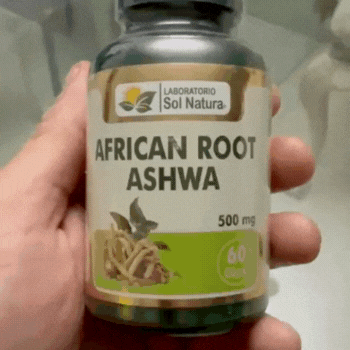 LABORATORIO
Sol Natura®
AFRICAN ROOT
ASHWA
500 mg
60